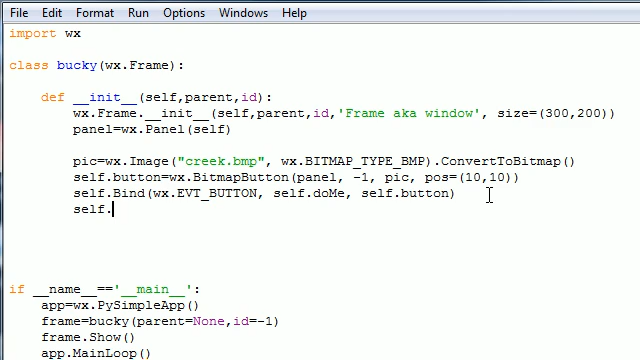 File Edit Format Run Options Windows Help
import wx
class bucky(wx.Frame):
def __init__(self,parent,id):
wx.Frame.__init__(self,parent,id,'Frame aka window', size=(300,200))
panel=wx.Panel(self)
pic=wx.Image("creek.bmp", wx.BITMAP_TYPE_BMP).ConvertToBitmap()
self.button=wx.BitmapButton(panel, -1, pic, pos=(10,10))
self.Bind(wx.EVT_BUTTON, self.doMe, self.button)
self.
if __name__=='__main__':
app=wx.PySimpleApp()
frame=bucky(parent=None,id=-1)
frame.Show()
app.MainLoop()